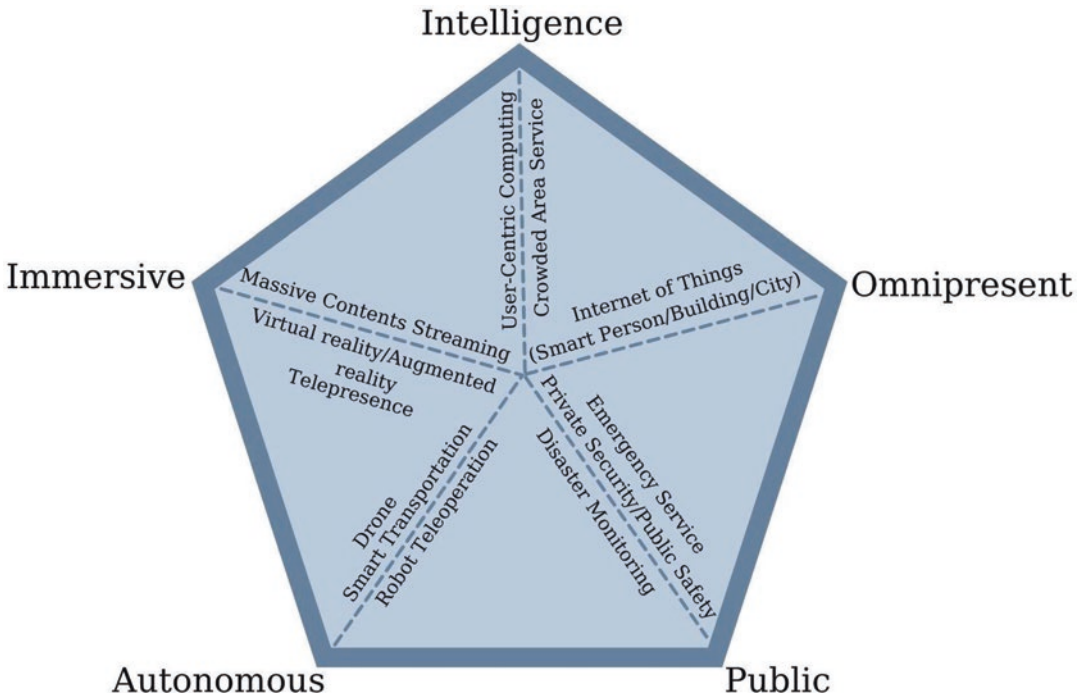 Intelligence
User-Centric Computing
Crowded Area Service
Immersive
Massive Contents Streaming
Virtual reality/Augmented
reality
Telepresence
Internet of Things
(Smart Person/Building/City)
Omnipresent
Drone
Smart Transportation
Robot Teleoperation
Emergency Service
Private Security/Public Safety
Disaster Monitoring
Autonomous
Public